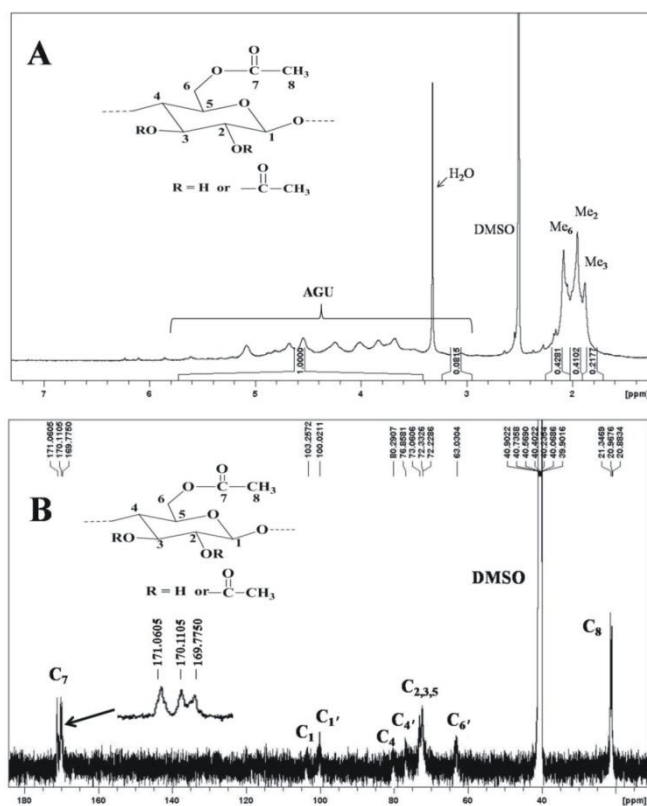 A
O
C CH₃
O 7 8
6
4
5 O
RO O
3 2 1
OR
R = H or O
C CH₃
H₂O
DMSO
Me₆
Me₂
Me₃
AGU
1.0000
0.0815
0.4281
0.4102
0.2177
7 6 5 4 3 2 [ppm]
B
171.0605
170.1105
169.7750
103.2572
100.0211
80.2907
76.8581
73.0606
72.3326
72.2286
63.0304
40.9022
40.7358
40.5690
40.4022
40.2354
40.0686
39.9016
21.3469
20.9676
20.8834
O
C CH₃
O 7 8
6
4
5 O
RO O
3 2 1
OR
R = H or O
C CH₃
171.0605
170.1105
169.7750
C₇
C₁
C₁′
C₄
C₄′
C₂,₃,₅
C₆′
DMSO
C₈
180 160 140 120 100 80 60 40 [ppm]